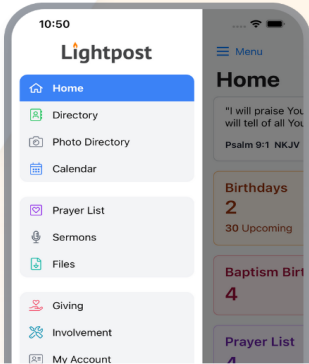 10:50
Lightpost
Home
Directory
Photo Directory
Calendar
Prayer List
Sermons
Files
Giving
Involvement
My Account
Menu
Home
"I will praise You
will tell of all You
Psalm 9:1 NKJV
Birthdays
2
30 Upcoming
Baptism Birt
4
Prayer List
4